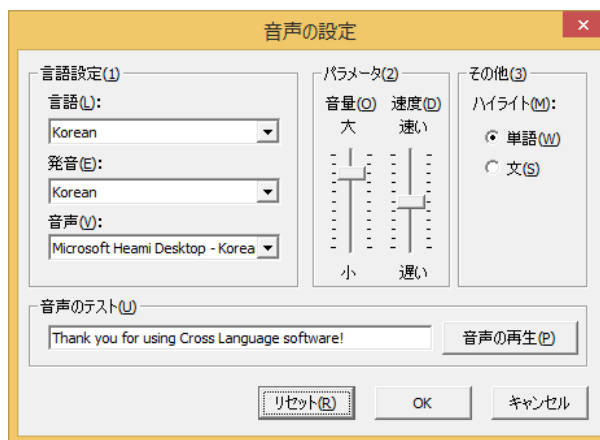 音声の設定
言語設定(1)
言語(L):
Korean
発音(E):
Korean
音声(V):
Microsoft Heami Desktop - Korea
パラメータ(2)
音量(O) 速度(D)
大 速い
小 遅い
その他(3)
ハイライト(M):
単語(W)
文(S)
音声のテスト(U)
Thank you for using Cross Language software!
音声の再生(P)
リセット(R) OK キャンセル